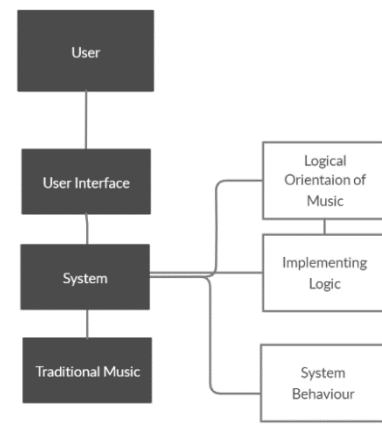 User
User Interface
System
Traditional Music
Logical
Orientaion of
Music
Implementing
Logic
System
Behaviour